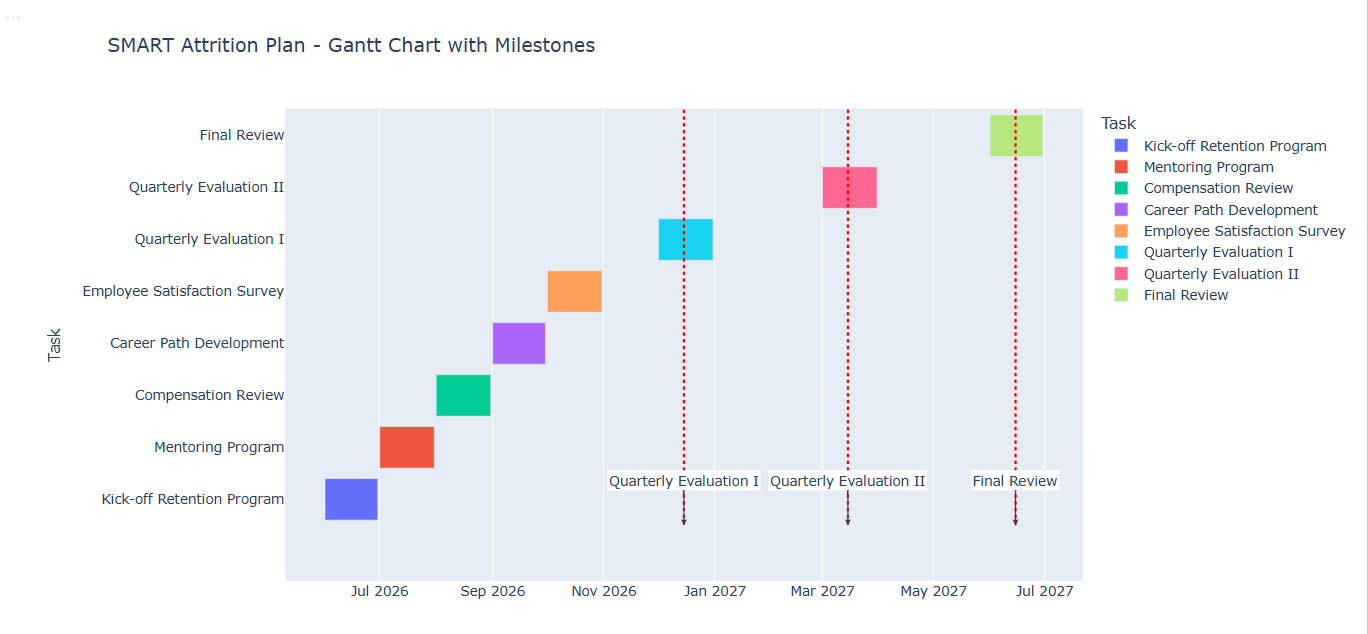 SMART Attrition Plan - Gantt Chart with Milestones
Task
Final Review
Quarterly Evaluation II
Quarterly Evaluation I
Employee Satisfaction Survey
Career Path Development
Compensation Review
Mentoring Program
Kick-off Retention Program
Quarterly Evaluation I
Quarterly Evaluation II
Final Review
Jul 2026
Sep 2026
Nov 2026
Jan 2027
Mar 2027
May 2027
Jul 2027
Task
Kick-off Retention Program
Mentoring Program
Compensation Review
Career Path Development
Employee Satisfaction Survey
Quarterly Evaluation I
Quarterly Evaluation II
Final Review